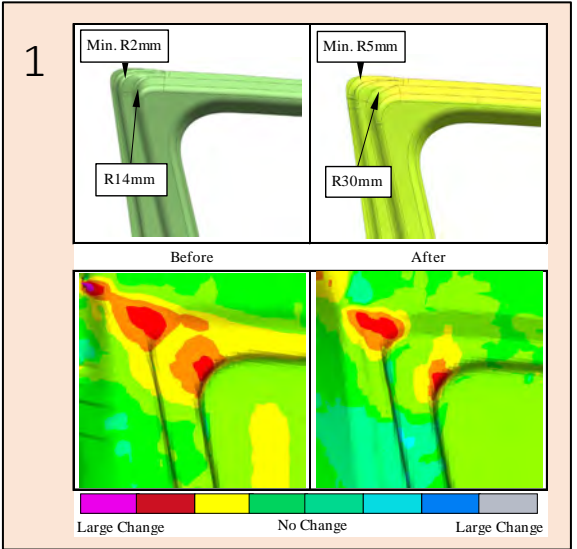 1
Min. R2mm
Min. R5mm
R14mm
R30mm
Before
After
Large Change
No Change
Large Change